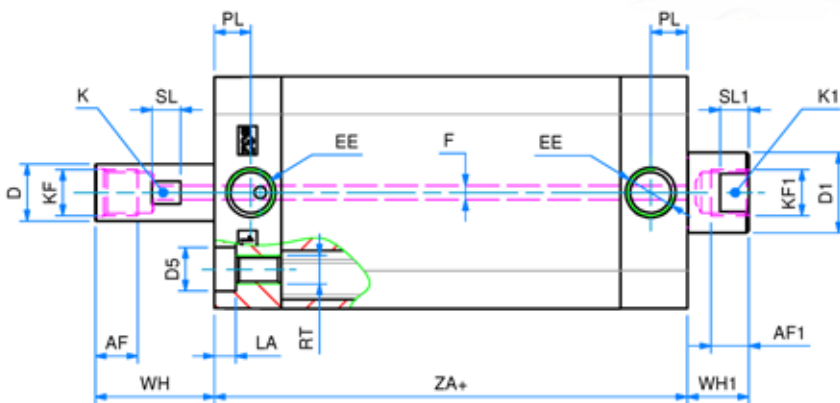 PL
PL
K
SL
SL1
K1
EE
F
EE
D
KF
KF1
D1
D5
RT
AF
LA
AF1
WH
ZA+
WH1